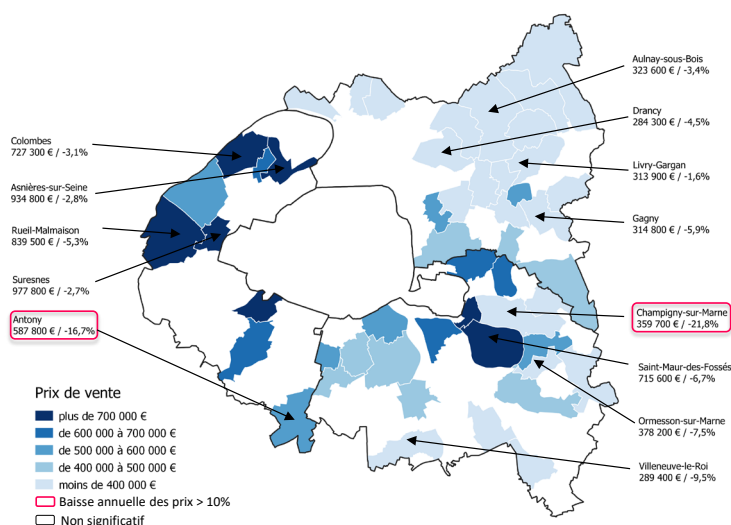 Aulnay-sous-Bois
323 600 € / -3,4%
Drancy
284 300 € / -4,5%
Livry-Gargan
313 900 € / -1,6%
Gagny
314 800 € / -5,9%
Champigny-sur-Marne
359 700 € / -21,8%
Saint-Maur-des-Fossés
715 600 € / -6,7%
Ormesson-sur-Marne
378 200 € / -7,5%
Villeneuve-le-Roi
289 400 € / -9,5%
Colombes
727 300 € / -3,1%
Asnières-sur-Seine
934 800 € / -2,8%
Rueil-Malmaison
839 500 € / -5,3%
Suresnes
977 800 € / -2,7%
Antony
587 800 € / -16,7%
Prix de vente
plus de 700 000 €
de 600 000 à 700 000 €
de 500 000 à 600 000 €
de 400 000 à 500 000 €
moins de 400 000 €
Baisse annuelle des prix > 10%
Non significatif